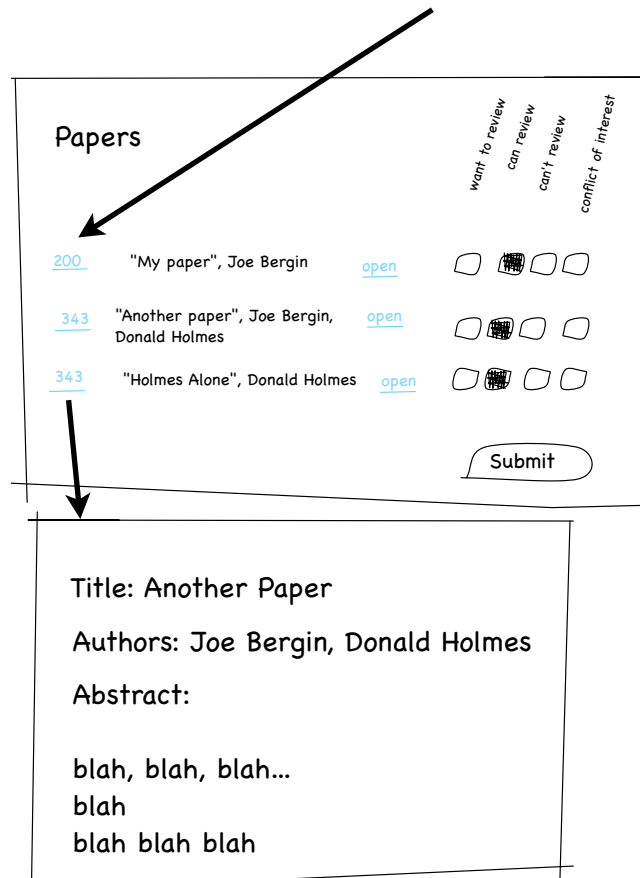 Papers
want to review
can review
can't review
conflict of interest
200 "My paper", Joe Bergin open
343 "Another paper", Joe Bergin, open
Donald Holmes
343 "Holmes Alone", Donald Holmes open
Submit
Title: Another Paper
Authors: Joe Bergin, Donald Holmes
Abstract:
blah, blah, blah...
blah
blah blah blah